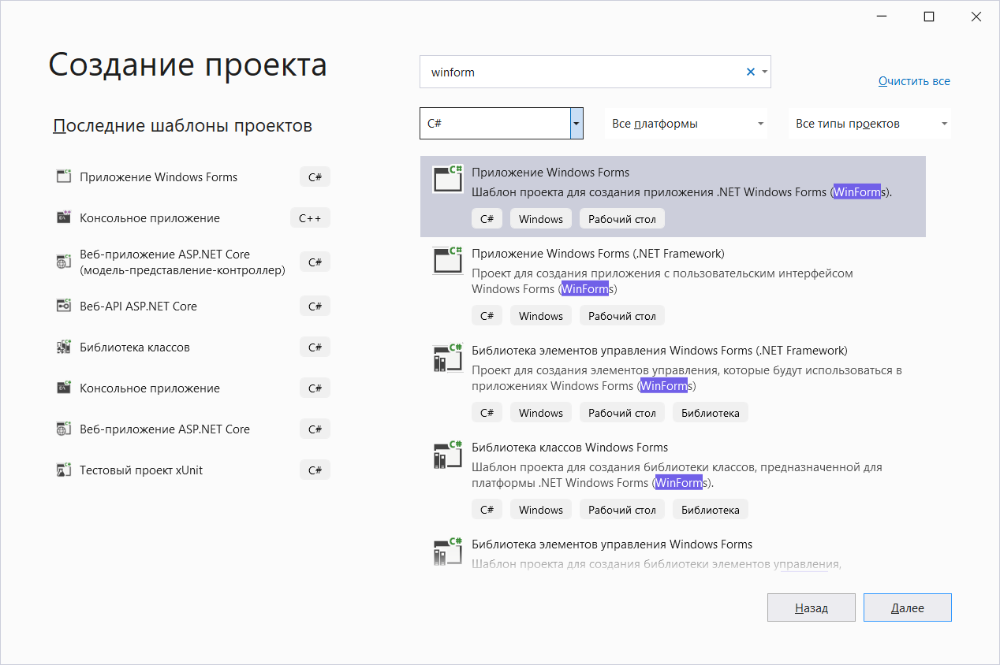 Создание проекта
winform
Очистить все
C#
Все платформы
Все типы проектов
Последние шаблоны проектов
Приложение Windows Forms
C#
Консольное приложение
C++
Веб-приложение ASP.NET Core
(модель-представление-контроллер)
C#
Веб-API ASP.NET Core
C#
Библиотека классов
C#
Консольное приложение
C#
Веб-приложение ASP.NET Core
C#
Тестовый проект xUnit
C#
Приложение Windows Forms
Шаблон проекта для создания приложения .NET Windows Forms (WinForms).
C# Windows Рабочий стол
Приложение Windows Forms (.NET Framework)
Проект для создания приложения с пользовательским интерфейсом
Windows Forms (WinForms)
C# Windows Рабочий стол
Библиотека элементов управления Windows Forms (.NET Framework)
Проект для создания элементов управления, которые будут использоваться в
приложениях Windows Forms (WinForms)
C# Windows Рабочий стол Библиотека
Библиотека классов Windows Forms
Шаблон проекта для создания библиотеки классов, предназначенной для
платформы .NET Windows Forms (WinForms).
C# Windows Рабочий стол Библиотека
Библиотека элементов управления Windows Forms
Шаблон проекта для создания библиотеки элементов управления,
Назад
Далее